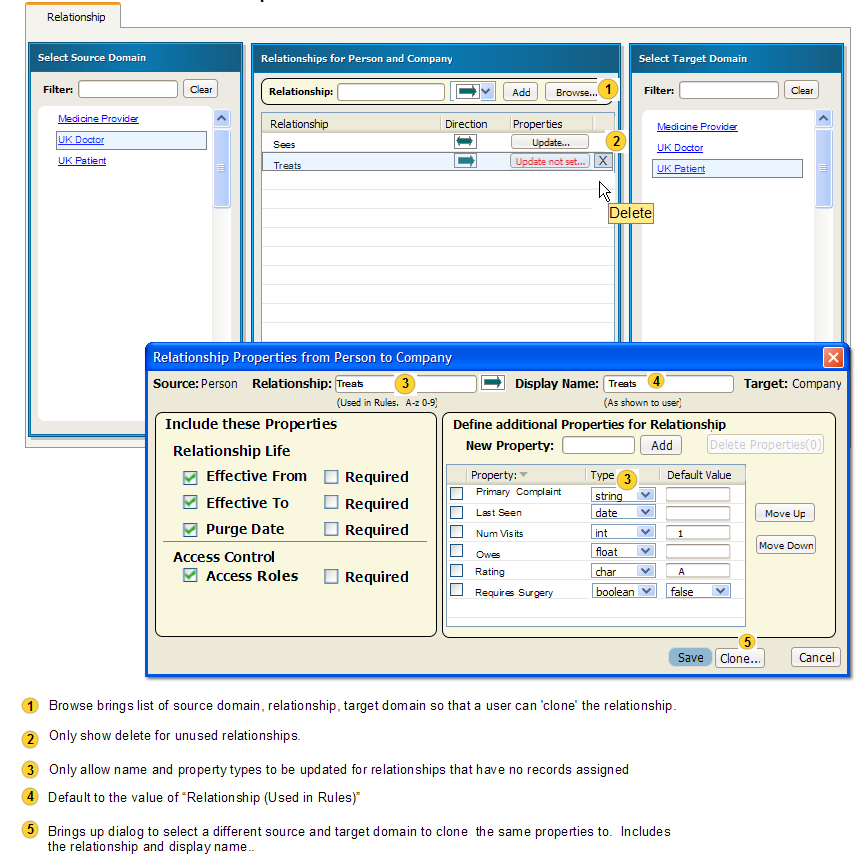 Relationship
Select Source Domain
Filter: Clear
Medicine Provider
UK Doctor
UK Patient
Relationships for Person and Company
Relationship: Add Browse... 1
Relationship Direction Properties
Sees Update... 2
Treats Update not set... X
Delete
Select Target Domain
Filter: Clear
Medicine Provider
UK Doctor
UK Patient
Relationship Properties from Person to Company
Source: Person Relationship: Treats 3 Display Name: Treats 4 Target: Company
(Used in Rules. A-z 0-9) (As shown to user)
Include these Properties
Relationship Life
Effective From Required
Effective To Required
Purge Date Required
Access Control
Access Roles Required
Define additional Properties for Relationship
New Property: Add Delete Properties(0)
Property: Type 3 Default Value
Primary Complaint string
Last Seen date
Num Visits int 1
Owes float
Rating char A
Requires Surgery boolean false
Move Up
Move Down
5
Save Clone... Cancel
1 Browse brings list of source domain, relationship, target domain so that a user can 'clone' the relationship.
2 Only show delete for unused relationships.
3 Only allow name and property types to be updated for relationships that have no records assigned
4 Default to the value of “Relationship (Used in Rules)”
5 Brings up dialog to select a different source and target domain to clone the same properties to. Includes
the relationship and display name..